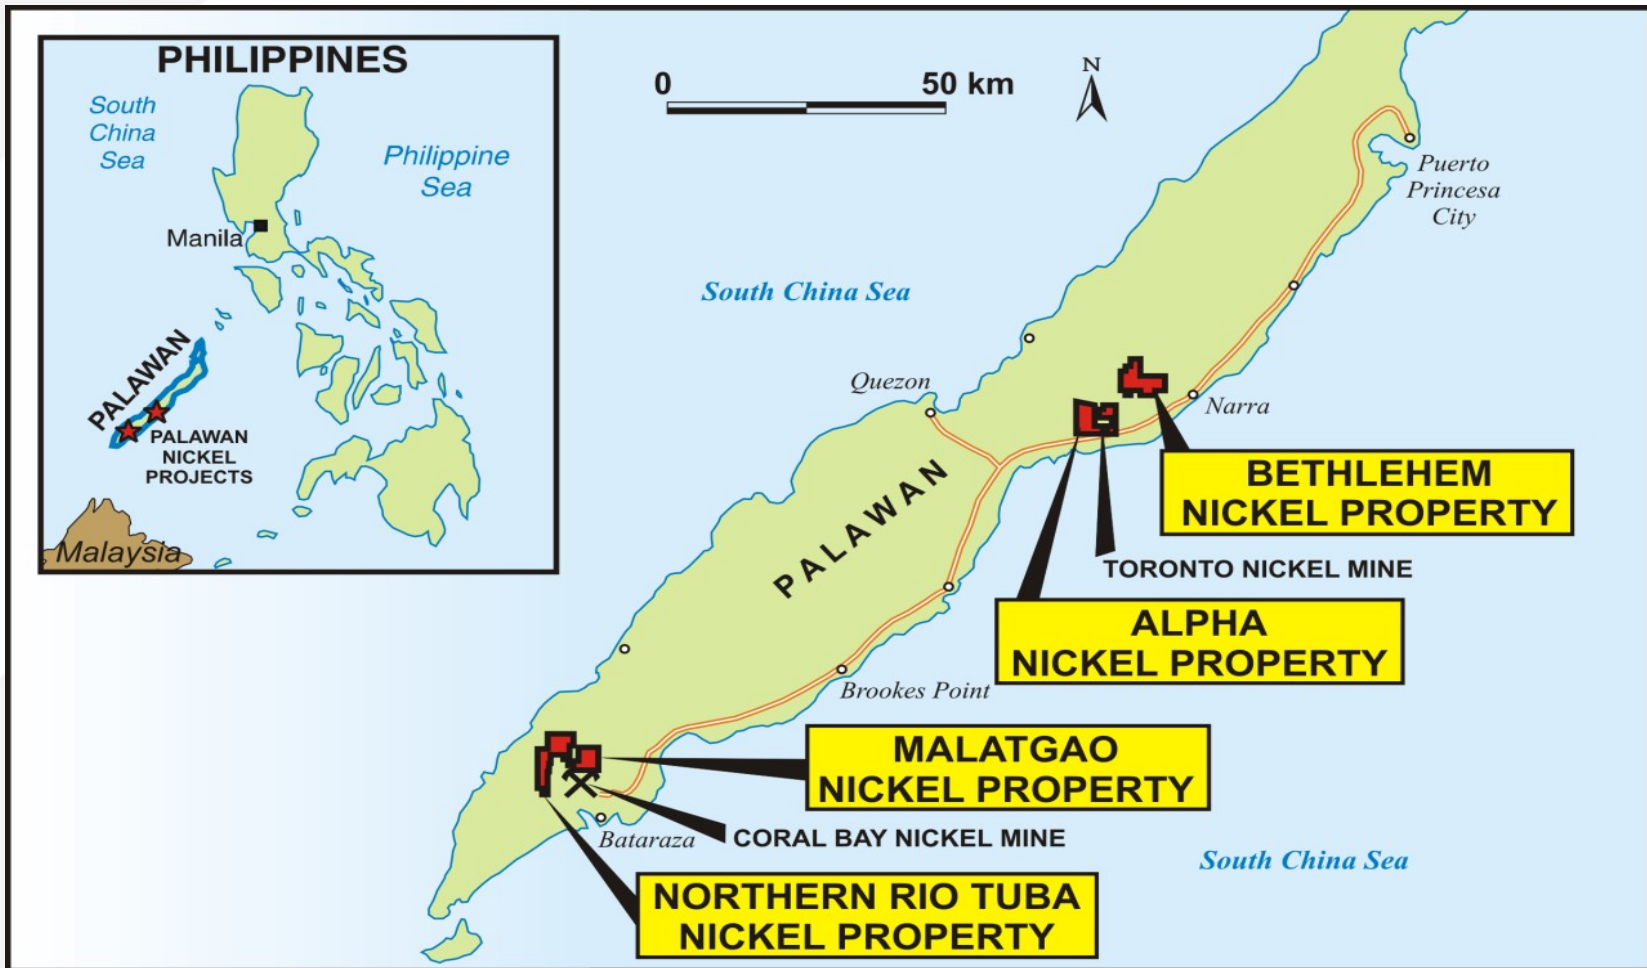 PHILIPPINES
South
China
Sea
Philippine
Sea
Manila
PALAWAN
PALAWAN
NICKEL
PROJECTS
Malaysia
0
50 km
N
Puerto
Princesa
City
South China Sea
Quezon
Narra
PALAWAN
BETHLEHEM
NICKEL PROPERTY
TORONTO NICKEL MINE
ALPHA
NICKEL PROPERTY
Brookes Point
MALATGAO
NICKEL PROPERTY
Bataraza
CORAL BAY NICKEL MINE
South China Sea
NORTHERN RIO TUBA
NICKEL PROPERTY